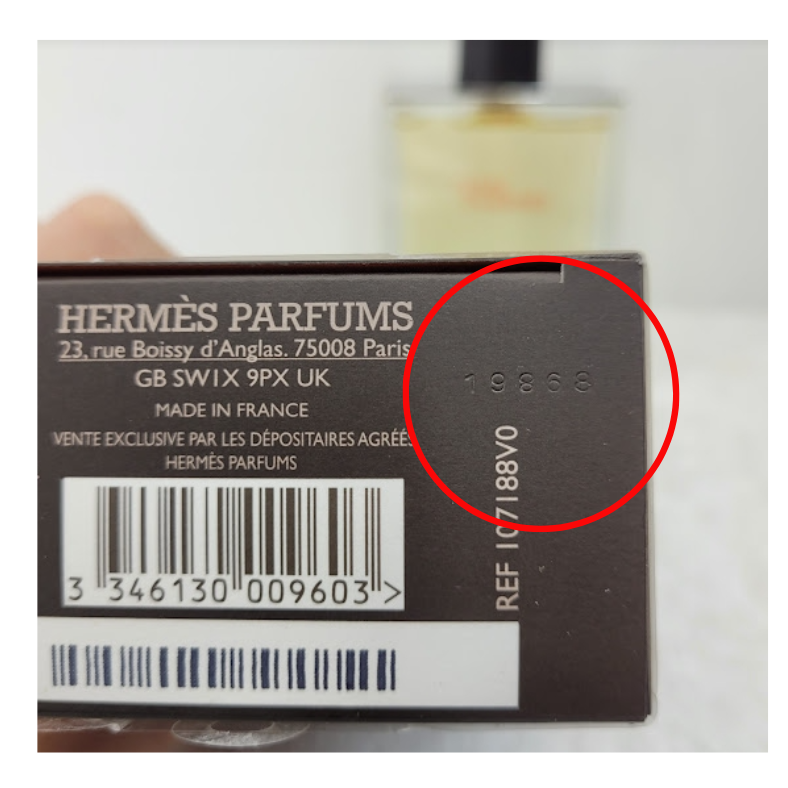 HERMÈS PARFUMS
23, rue Boissy d'Anglas. 75008 Paris
GB SW1X 9PX UK
MADE IN FRANCE
VENTE EXCLUSIVE PAR LES DÉPOSITAIRES AGRÉÉS
HERMÈS PARFUMS
3 346130 009603 >
19868
REF 107188V0